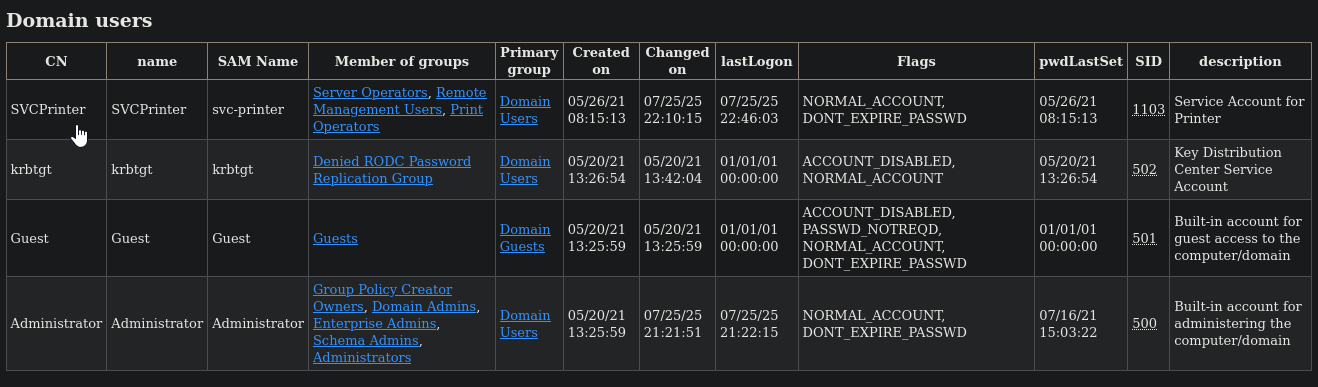 Domain users
CN name SAM Name Member of groups Primary group Created on Changed on lastLogon Flags pwdLastSet SID description
SVCPrinter SVCPrinter svc-printer Server Operators, Remote Management Users, Print Operators Domain Users 05/26/21 08:15:13 07/25/25 22:10:15 07/25/25 22:46:03 NORMAL_ACCOUNT, DONT_EXPIRE_PASSWD 05/26/21 08:15:13 1103 Service Account for Printer
krbtgt krbtgt krbtgt Denied RODC Password Replication Group Domain Users 05/20/21 13:26:54 05/20/21 13:42:04 01/01/01 00:00:00 ACCOUNT_DISABLED, NORMAL_ACCOUNT 05/20/21 13:26:54 502 Key Distribution Center Service Account
Guest Guest Guest Guests Domain Guests 05/20/21 13:25:59 05/20/21 13:25:59 01/01/01 00:00:00 ACCOUNT_DISABLED, PASSWD_NOTREQD, NORMAL_ACCOUNT, DONT_EXPIRE_PASSWD 01/01/01 00:00:00 501 Built-in account for guest access to the computer/domain
Administrator Administrator Administrator Group Policy Creator Owners, Domain Admins, Enterprise Admins, Schema Admins, Administrators Domain Users 05/20/21 13:25:59 07/25/25 21:21:51 07/25/25 21:22:15 NORMAL_ACCOUNT, DONT_EXPIRE_PASSWD 07/16/21 15:03:22 500 Built-in account for administering the computer/domain